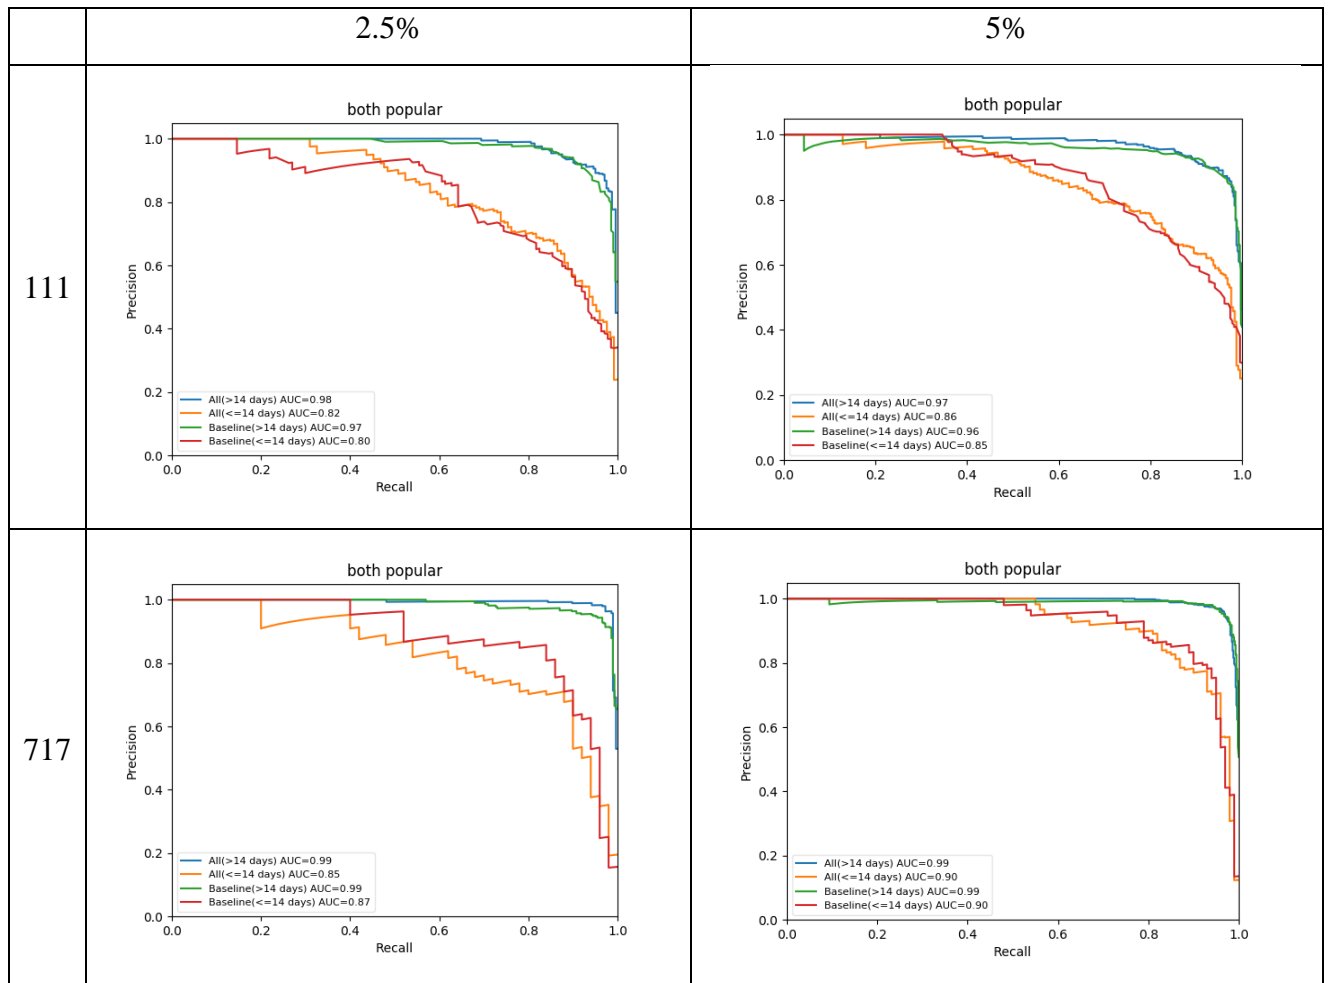 2.5%
5%
111
both popular
Precision
1.0
0.8
0.6
0.4
0.2
0.0
All(>14 days) AUC=0.98
All(<=14 days) AUC=0.82
Baseline(>14 days) AUC=0.97
Baseline(<=14 days) AUC=0.80
0.0 0.2 0.4 0.6 0.8 1.0
Recall
both popular
Precision
1.0
0.8
0.6
0.4
0.2
0.0
All(>14 days) AUC=0.97
All(<=14 days) AUC=0.86
Baseline(>14 days) AUC=0.96
Baseline(<=14 days) AUC=0.85
0.0 0.2 0.4 0.6 0.8 1.0
Recall
717
both popular
Precision
1.0
0.8
0.6
0.4
0.2
0.0
All(>14 days) AUC=0.99
All(<=14 days) AUC=0.85
Baseline(>14 days) AUC=0.99
Baseline(<=14 days) AUC=0.87
0.0 0.2 0.4 0.6 0.8 1.0
Recall
both popular
Precision
1.0
0.8
0.6
0.4
0.2
0.0
All(>14 days) AUC=0.99
All(<=14 days) AUC=0.90
Baseline(>14 days) AUC=0.99
Baseline(<=14 days) AUC=0.90
0.0 0.2 0.4 0.6 0.8 1.0
Recall